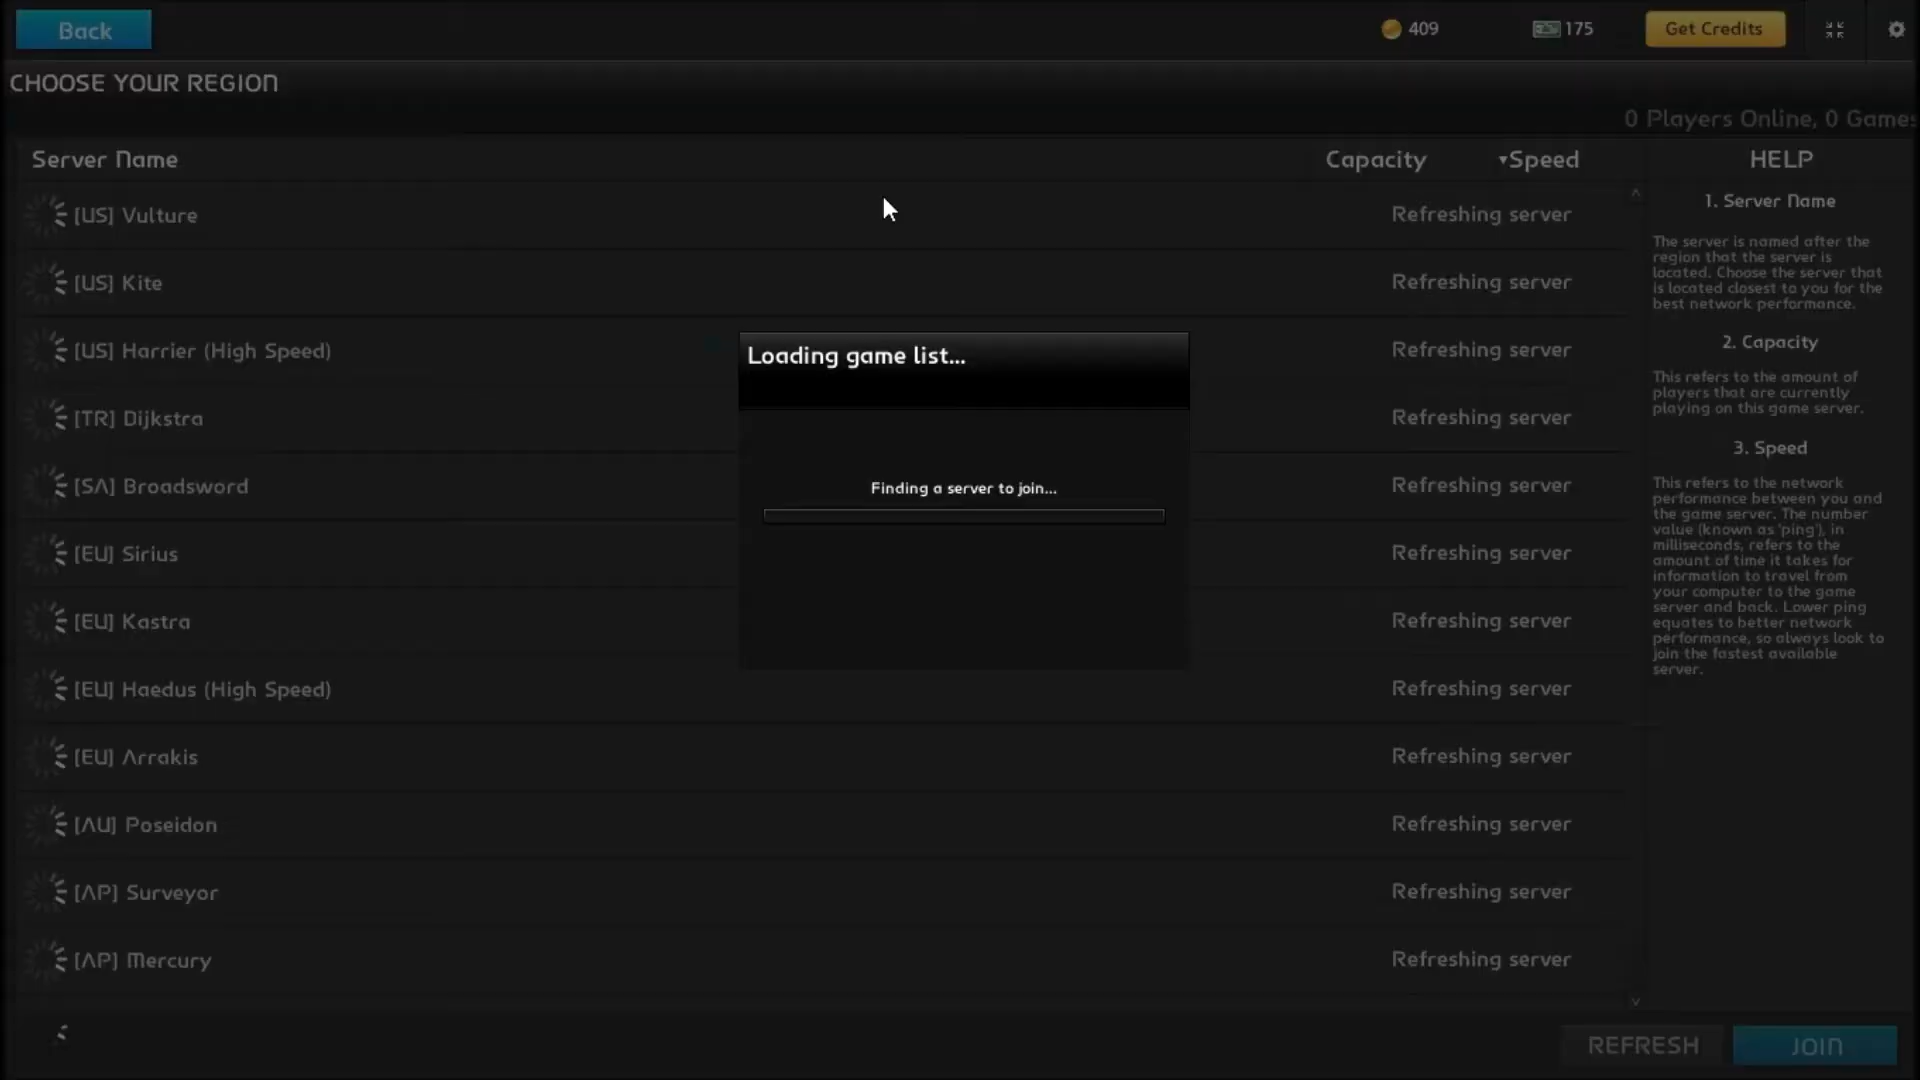 Back
409
175
Get Credits
CHOOSE YOUR REGION
0 Players Online, 0 Games
Server Name
Capacity
▾Speed
HELP
[US] Vulture
Refreshing server
[US] Kite
Refreshing server
[US] Harrier (High Speed)
Refreshing server
[TR] Dijkstra
Refreshing server
[SA] Broadsword
Refreshing server
[EU] Sirius
Refreshing server
[EU] Kastra
Refreshing server
[EU] Haedus (High Speed)
Refreshing server
[EU] Arrakis
Refreshing server
[AU] Poseidon
Refreshing server
[AP] Surveyor
Refreshing server
[AP] Mercury
Refreshing server
Loading game list...
Finding a server to join...
1. Server Name
The server is named after the
region that the server is
located. Choose the server that
is located closest to you for the
best network performance.
2. Capacity
This refers to the amount of
players that are currently
playing on this game server.
3. Speed
This refers to the network
performance between you and
the game server. The number
value (known as 'ping'), in
milliseconds, refers to the
amount of time it takes for
information to travel from
your computer to the game
server and back. Lower ping
equates to better network
performance, so always look to
join the fastest available
server.
REFRESH
JOIN